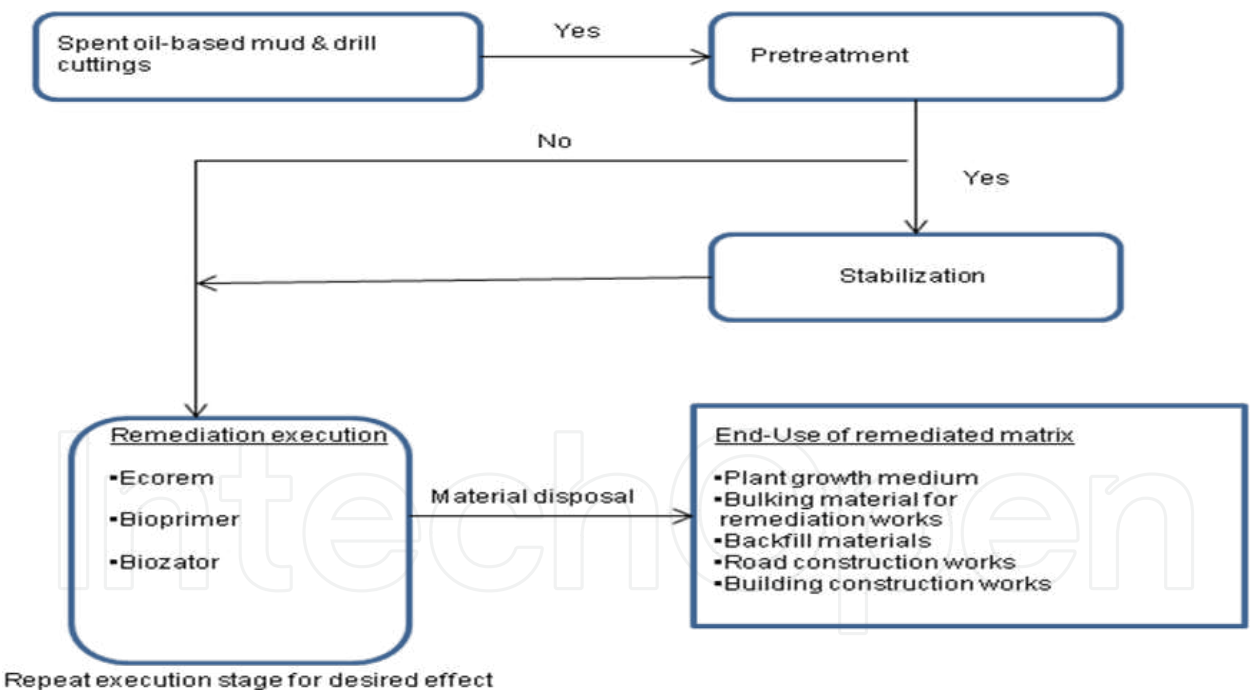 Spent oil-based mud & drill
cuttings
Yes
Pretreatment
No
Yes
Stabilization
Remediation execution
▪Ecorem
▪Bioprimer
▪Biozator
Material disposal
End-Use of remediated matrix
▪Plant growth medium
▪Bulking material for
remediation works
▪Backfill materials
▪Road construction works
▪Building construction works
IntechOpen
Repeat execution stage for desired effect